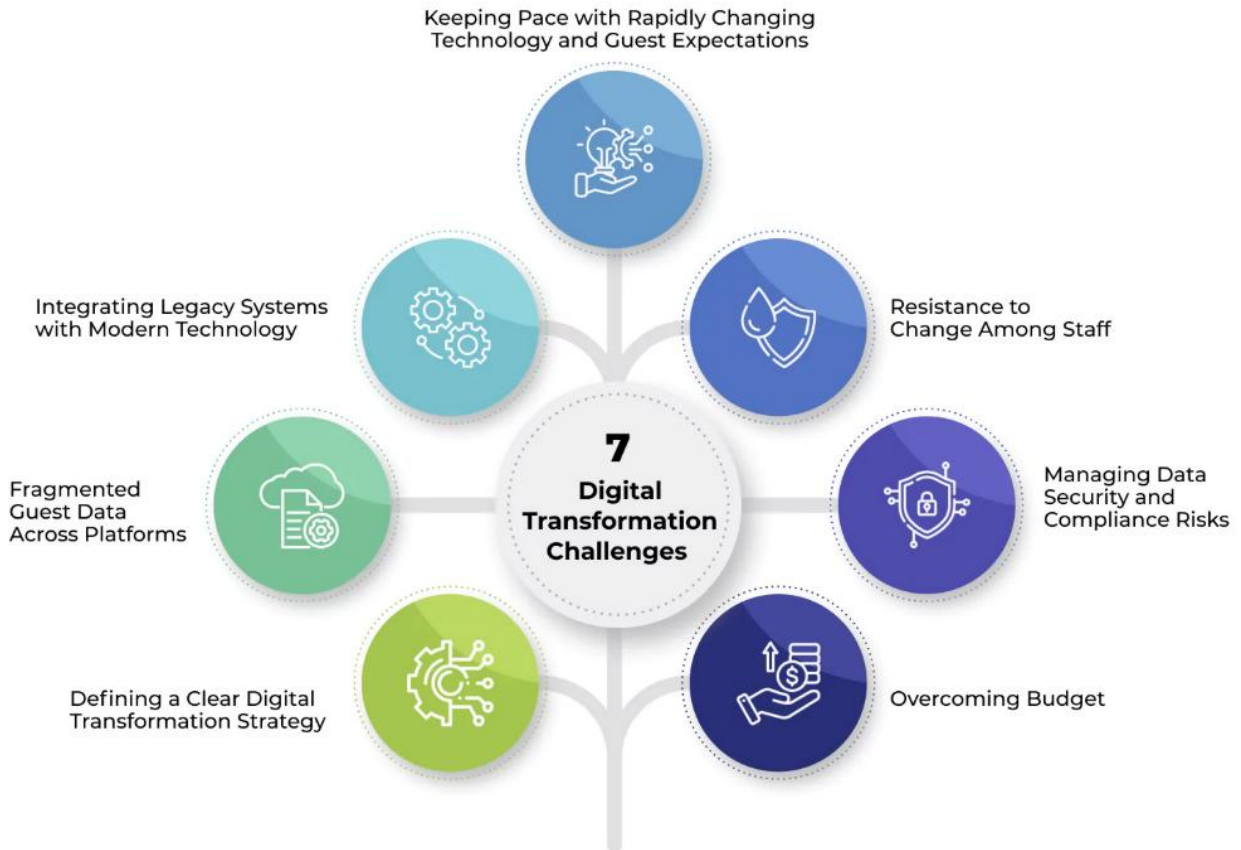 Keeping Pace with Rapidly Changing
Technology and Guest Expectations
Integrating Legacy Systems
with Modern Technology
Resistance to
Change Among Staff
7
Digital
Transformation
Challenges
Fragmented
Guest Data
Across Platforms
Managing Data
Security and
Compliance Risks
Defining a Clear Digital
Transformation Strategy
$
Overcoming Budget